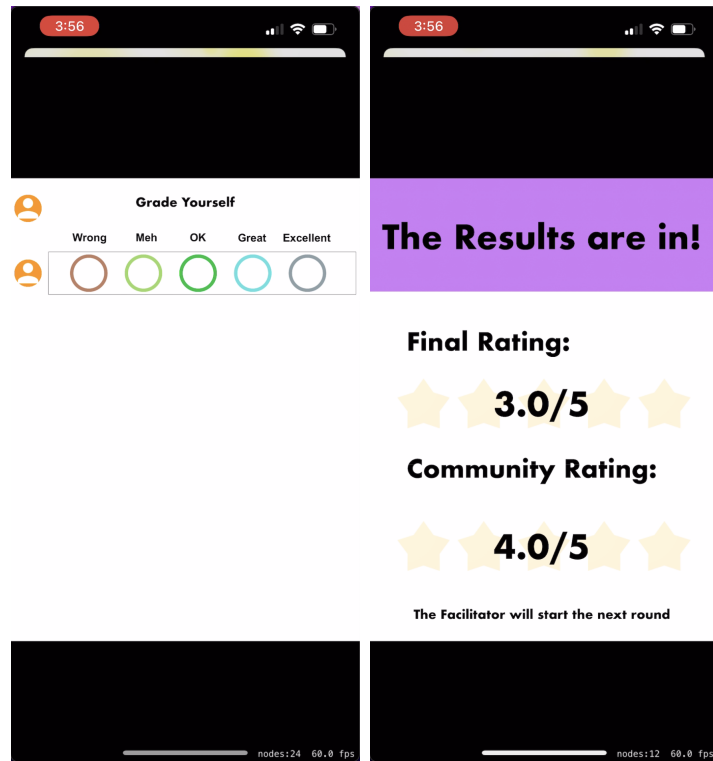 3:56
Grade Yourself
Wrong Meh OK Great Excellent
nodes:24 60.0 fps
3:56
The Results are in!
Final Rating:
3.0/5
Community Rating:
4.0/5
The Facilitator will start the next round
nodes:12 60.0 fps